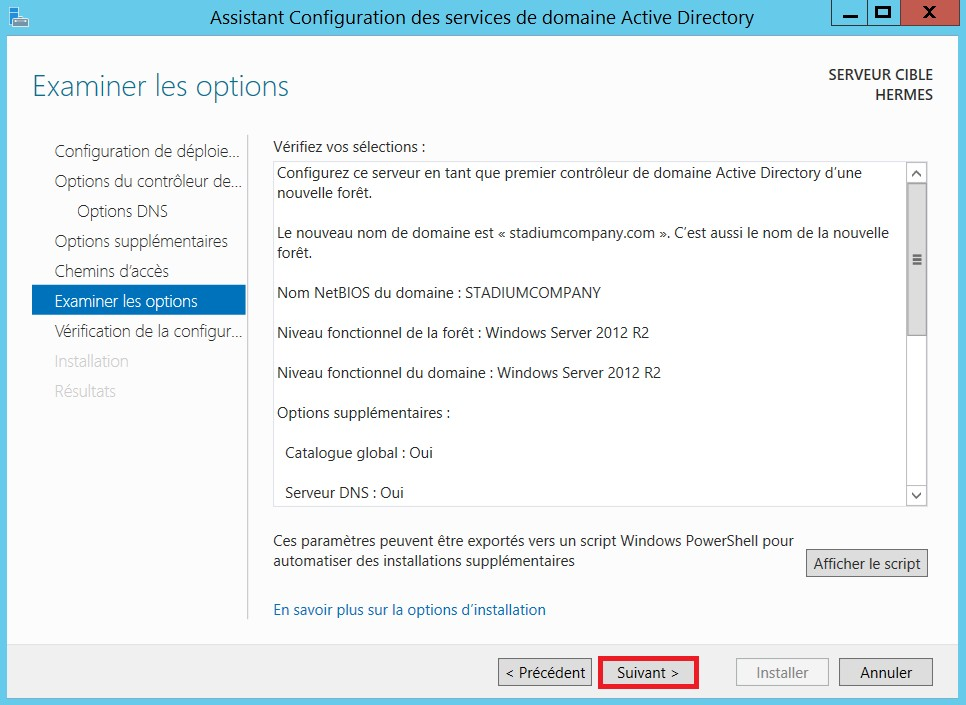 Assistant Configuration des services de domaine Active Directory
X
Examiner les options
SERVEUR CIBLE
HERMES
Configuration de déploie...
Options du contrôleur de...
Options DNS
Options supplémentaires
Chemins d’accès
Examiner les options
Vérification de la configur...
Installation
Résultats
Vérifiez vos sélections :
Configurez ce serveur en tant que premier contrôleur de domaine Active Directory d’une
nouvelle forêt.
Le nouveau nom de domaine est « stadiumcompany.com ». C’est aussi le nom de la nouvelle
forêt.
Nom NetBIOS du domaine : STADIUMCOMPANY
Niveau fonctionnel de la forêt : Windows Server 2012 R2
Niveau fonctionnel du domaine : Windows Server 2012 R2
Options supplémentaires :
Catalogue global : Oui
Serveur DNS : Oui
Ces paramètres peuvent être exportés vers un script Windows PowerShell pour
automatiser des installations supplémentaires
Afficher le script
En savoir plus sur la options d’installation
< Précédent
Suivant >
Installer
Annuler